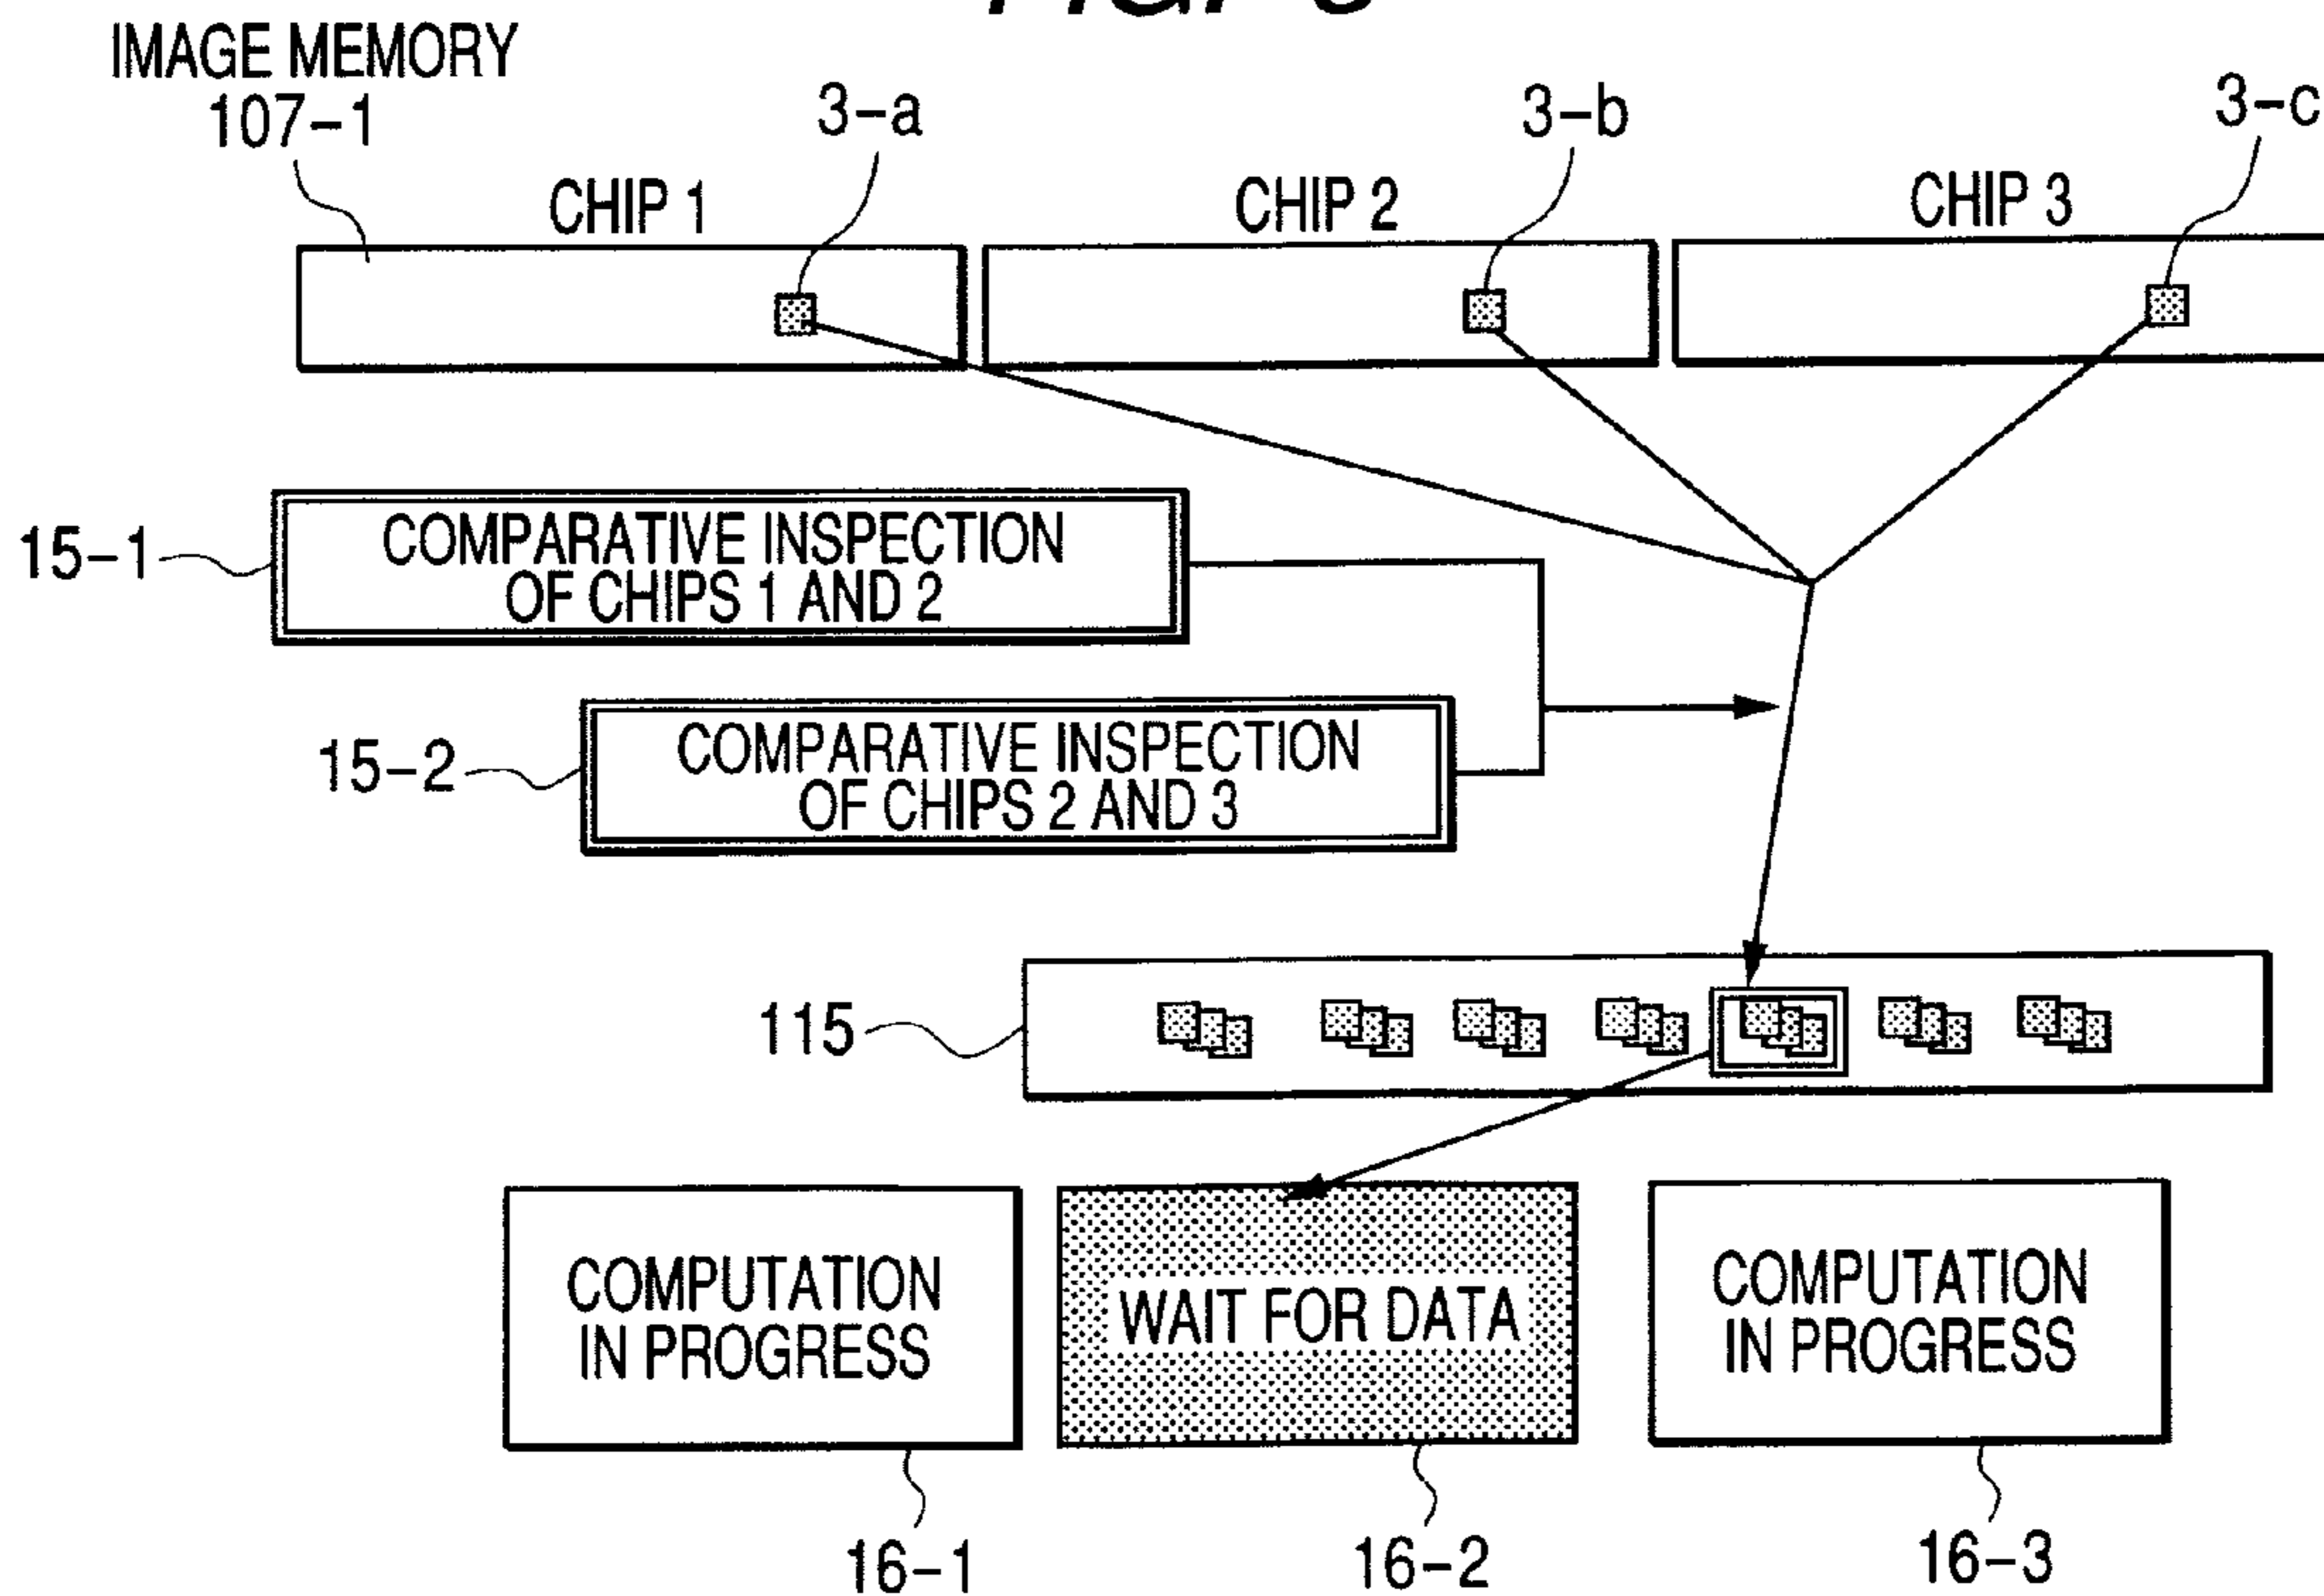 IMAGE MEMORY
107-1
3-a
3-b
3-c
CHIP 1
CHIP 2
CHIP 3
15-1
COMPARATIVE INSPECTION
OF CHIPS 1 AND 2
15-2
COMPARATIVE INSPECTION
OF CHIPS 2 AND 3
115
COMPUTATION
IN PROGRESS
WAIT FOR DATA
COMPUTATION
IN PROGRESS
16-1
16-2
16-3